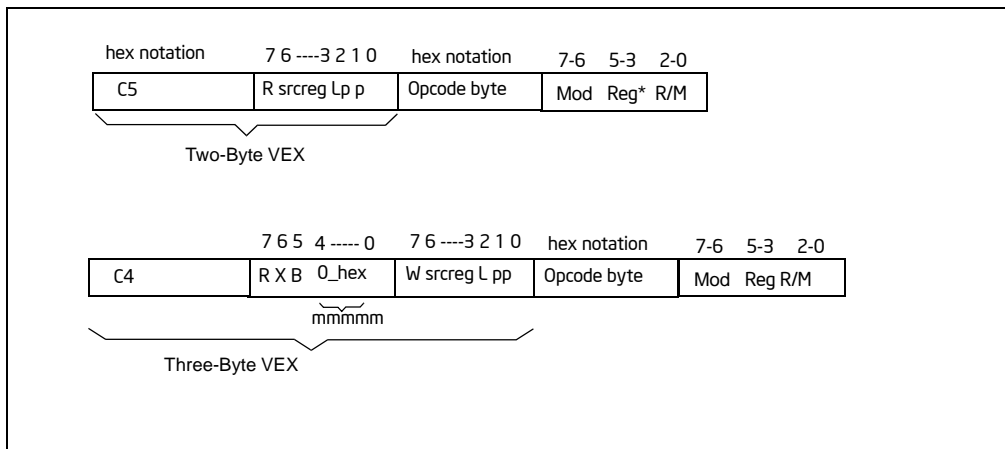 hex notation 7 6 ----3 2 1 0 hex notation 7-6 5-3 2-0
C5 R srcreg Lp p Opcode byte Mod Reg* R/M
Two-Byte VEX
7 6 5 4 ----- 0 7 6 ----3 2 1 0 hex notation 7-6 5-3 2-0
C4 R X B 0_hex W srcreg L pp Opcode byte Mod Reg R/M
mmmmm
Three-Byte VEX